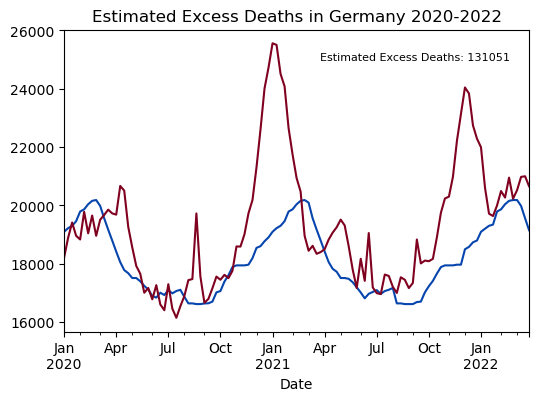 Estimated Excess Deaths in Germany 2020-2022
26000
Estimated Excess Deaths: 131051
24000
22000
20000
18000
16000
Jan Apr Jul Oct Jan Apr Jul Oct Jan
2020 2021 2022
Date